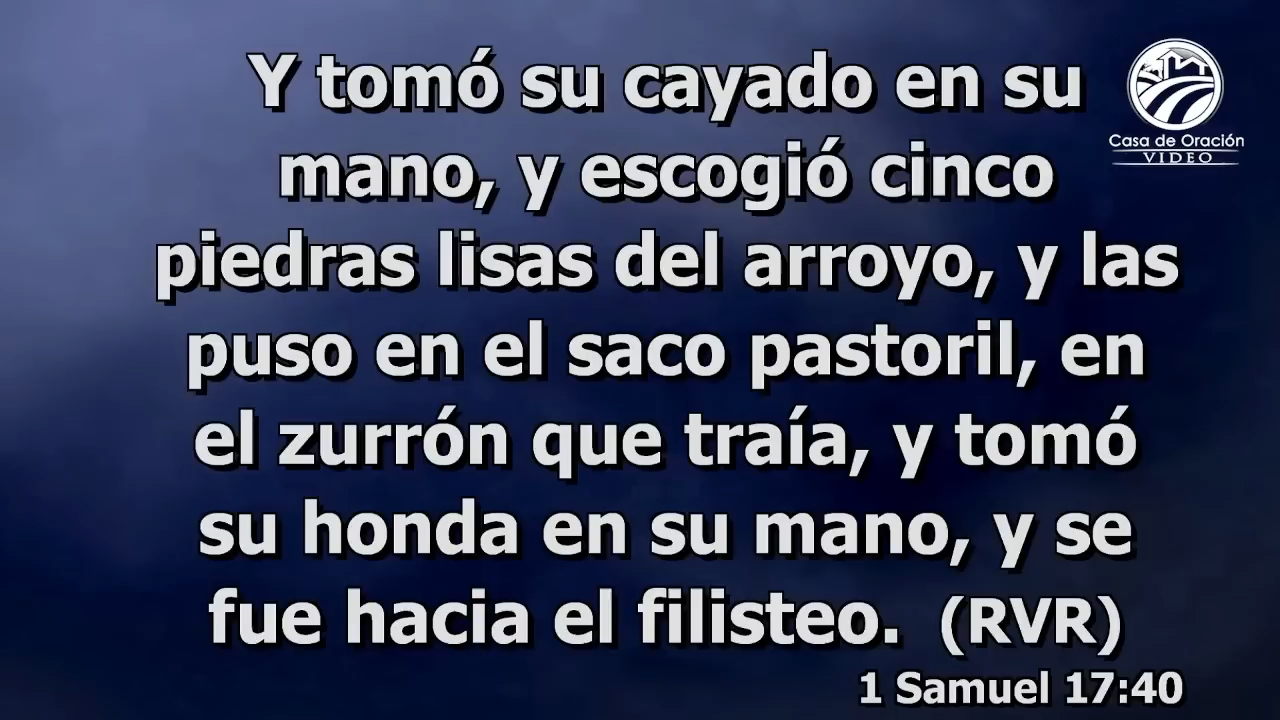 Y tomó su cayado en su
mano, y escogió cinco
piedras lisas del arroyo, y las
puso en el saco pastoril, en
el zurrón que traía, y tomó
su honda en su mano, y se
fue hacia el filisteo. (RVR)
1 Samuel 17:40
Casa de Oración
VIDEO